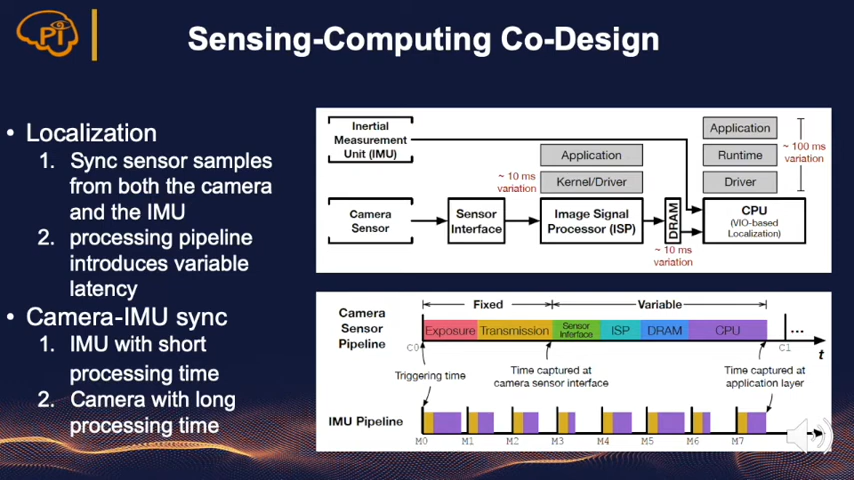 PI
Sensing-Computing Co-Design
• Localization
1. Sync sensor samples
from both the camera
and the IMU
2. processing pipeline
introduces variable
latency
• Camera-IMU sync
1. IMU with short
processing time
2. Camera with long
processing time
Inertial
Measurement
Unit (IMU)
Application
Kernel/Driver
~ 10 ms
variation
Application
Runtime
Driver
~ 100 ms
variation
Camera
Sensor
Sensor
Interface
Image Signal
Processor (ISP)
DRAM
CPU
(VIO-based
Localization)
~ 10 ms
variation
Camera
Sensor
Pipeline
Fixed
Variable
Exposure
Transmission
Sensor
Interface
ISP
DRAM
CPU
...
C0
C1
t
Triggering time
Time captured at
camera sensor interface
Time captured at
application layer
IMU Pipeline
M0 M1 M2 M3 M4 M5 M6 M7